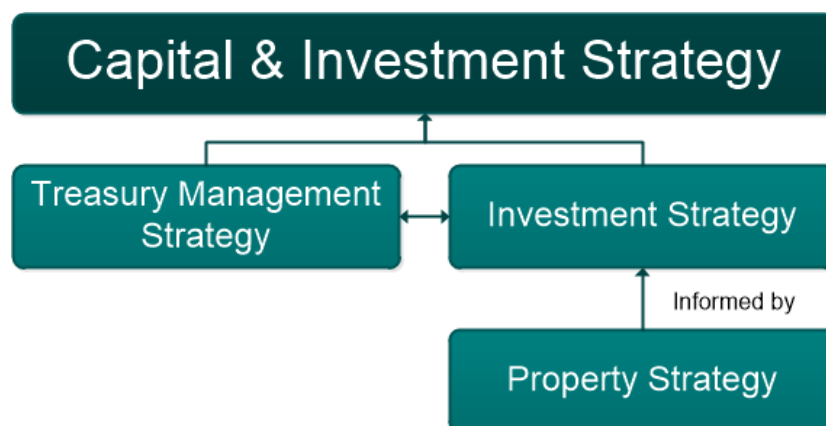 Capital & Investment Strategy
Treasury Management
Strategy
Investment Strategy
Informed by
Property Strategy